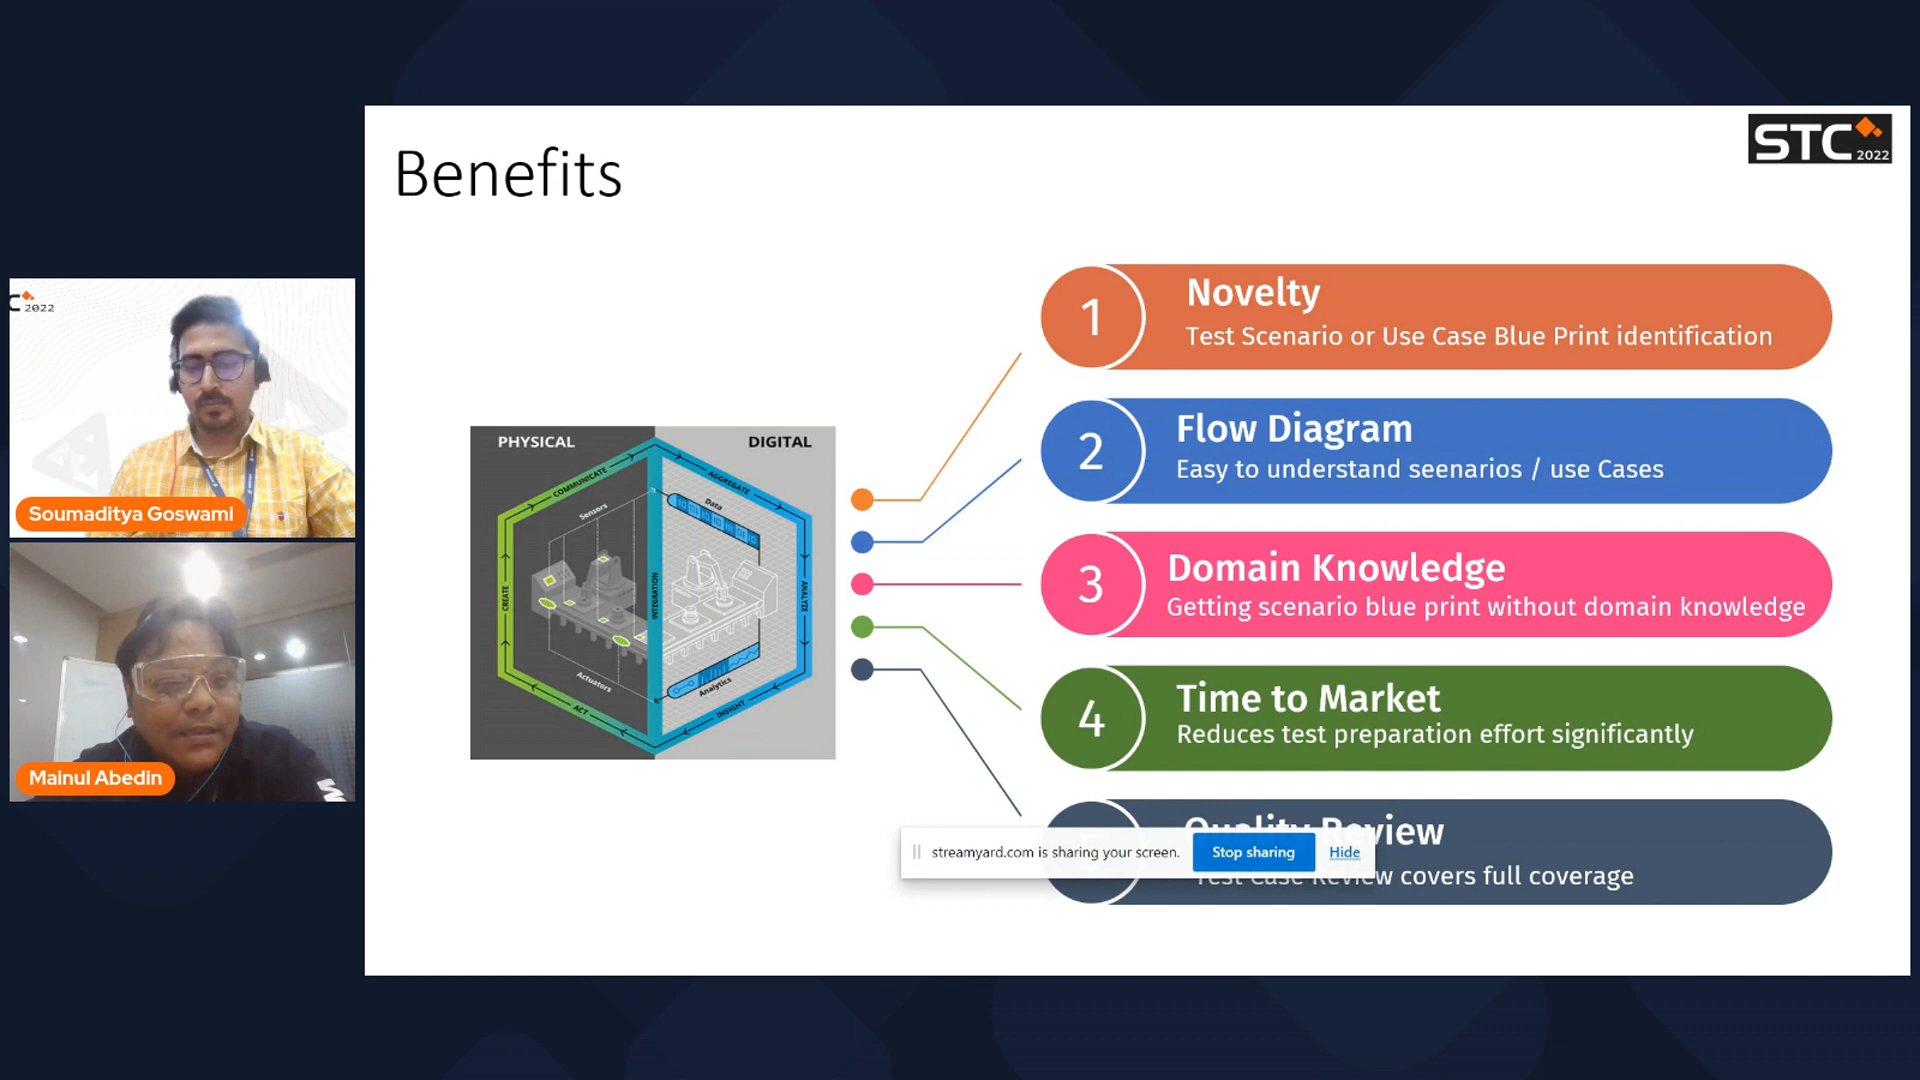 Benefits
STC 2022
C 2022
Soumaditya Goswami
Mainul Abedin
PHYSICAL
DIGITAL
COMMUNICATE
AGGREGATE
Sensors
Data
CREATE
INTEGRATION
ANALYZE
Actuators
Analytics
ACT
INSIGHT
1
Novelty
Test Scenario or Use Case Blue Print identification
2
Flow Diagram
Easy to understand seenarios / use Cases
3
Domain Knowledge
Getting scenario blue print without domain knowledge
4
Time to Market
Reduces test preparation effort significantly
5
Quality Review
Test Case Review covers full coverage
streamyard.com is sharing your screen.
Stop sharing
Hide